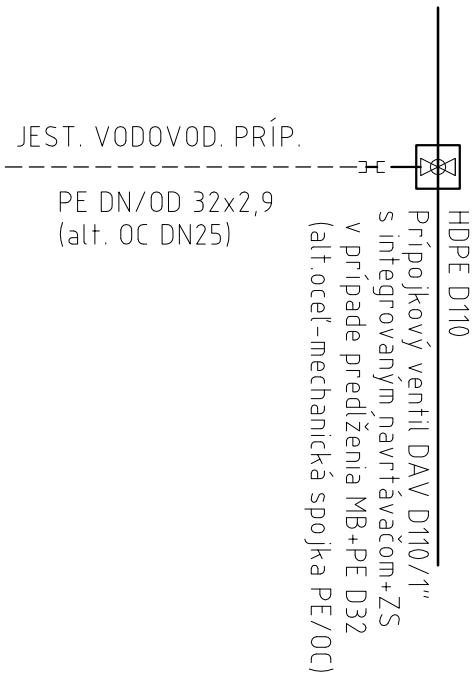 JEST. VODOVOD. PRÍP.
PE DN/OD 32x2,9
(alt. OC DN25)
HDPE D110
Prípojkový ventil DAV D110/1"
s integrovaným navrtávačom+ZS
v prípade predĺženia MB+PE D32
(alt.oceľ-mechanická spojka PE/OC)